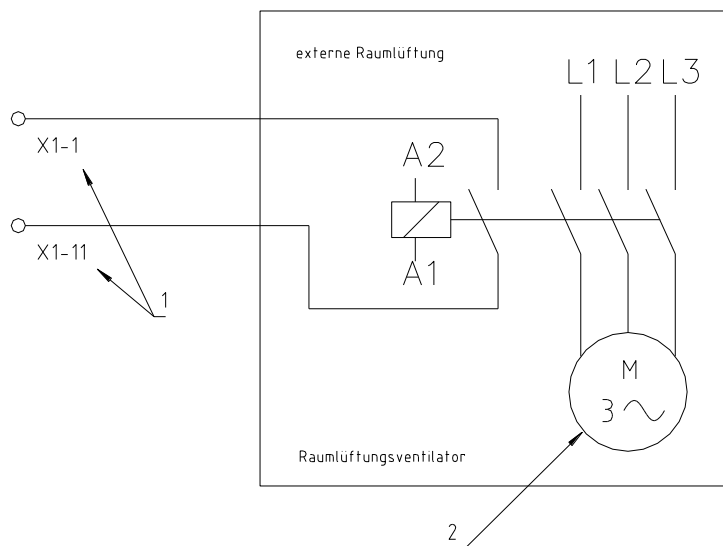 externe Raumlüftung
L1 L2 L3
X1-1
A2
X1-11
A1
1
M
3
Raumlüftungsventilator
2